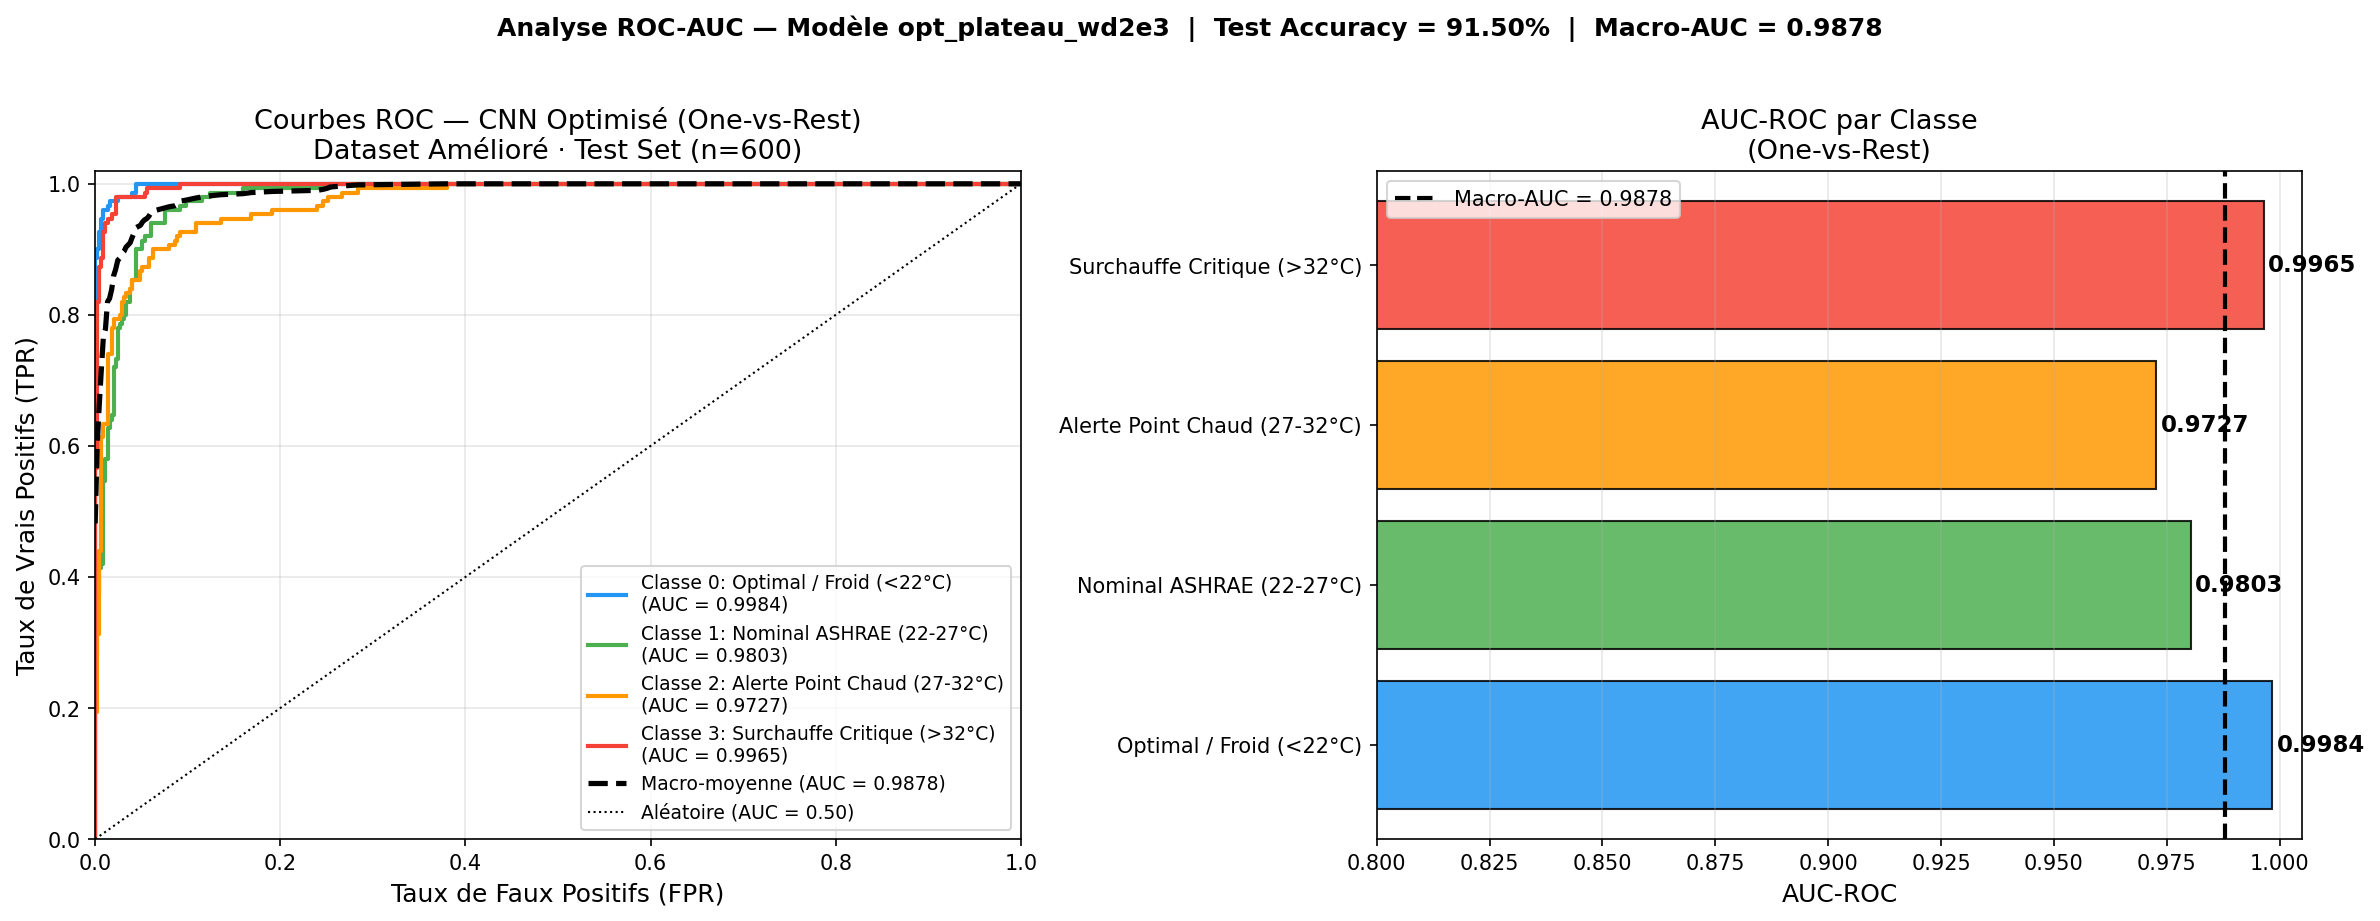 Analyse ROC-AUC — Modèle opt_plateau_wd2e3 | Test Accuracy = 91.50% | Macro-AUC = 0.9878
Courbes ROC — CNN Optimisé (One-vs-Rest)
Dataset Amélioré · Test Set (n=600)
Taux de Vrais Positifs (TPR)
1.0
0.8
0.6
0.4
0.2
0.0
Classe 0: Optimal / Froid (<22°C)
(AUC = 0.9984)
Classe 1: Nominal ASHRAE (22-27°C)
(AUC = 0.9803)
Classe 2: Alerte Point Chaud (27-32°C)
(AUC = 0.9727)
Classe 3: Surchauffe Critique (>32°C)
(AUC = 0.9965)
Macro-moyenne (AUC = 0.9878)
Aléatoire (AUC = 0.50)
0.0 0.2 0.4 0.6 0.8 1.0
Taux de Faux Positifs (FPR)
AUC-ROC par Classe
(One-vs-Rest)
Macro-AUC = 0.9878
Surchauffe Critique (>32°C) 0.9965
Alerte Point Chaud (27-32°C) 0.9727
Nominal ASHRAE (22-27°C) 0.9803
Optimal / Froid (<22°C) 0.9984
0.800 0.825 0.850 0.875 0.900 0.925 0.950 0.975 1.000
AUC-ROC